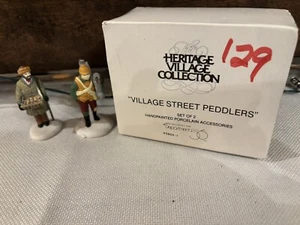 HERITAGE
VILLAGE
COLLECTION
129
"VILLAGE STREET PEDDLERS"
SET OF 2
HANDPAINTED PORCELAIN ACCESSORIES